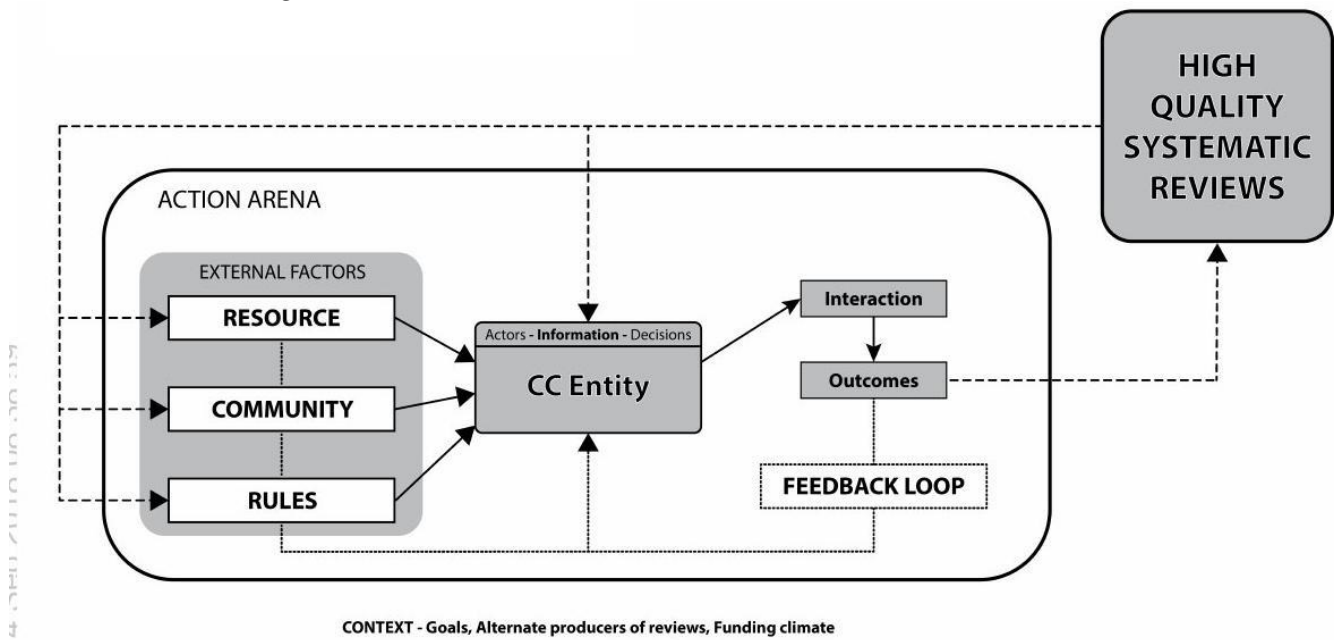 HIGH
QUALITY
SYSTEMATIC
REVIEWS
ACTION ARENA
EXTERNAL FACTORS
RESOURCE
COMMUNITY
RULES
Actors - Information - Decisions
CC Entity
Interaction
Outcomes
FEEDBACK LOOP
CONTEXT - Goals, Alternate producers of reviews, Funding climate